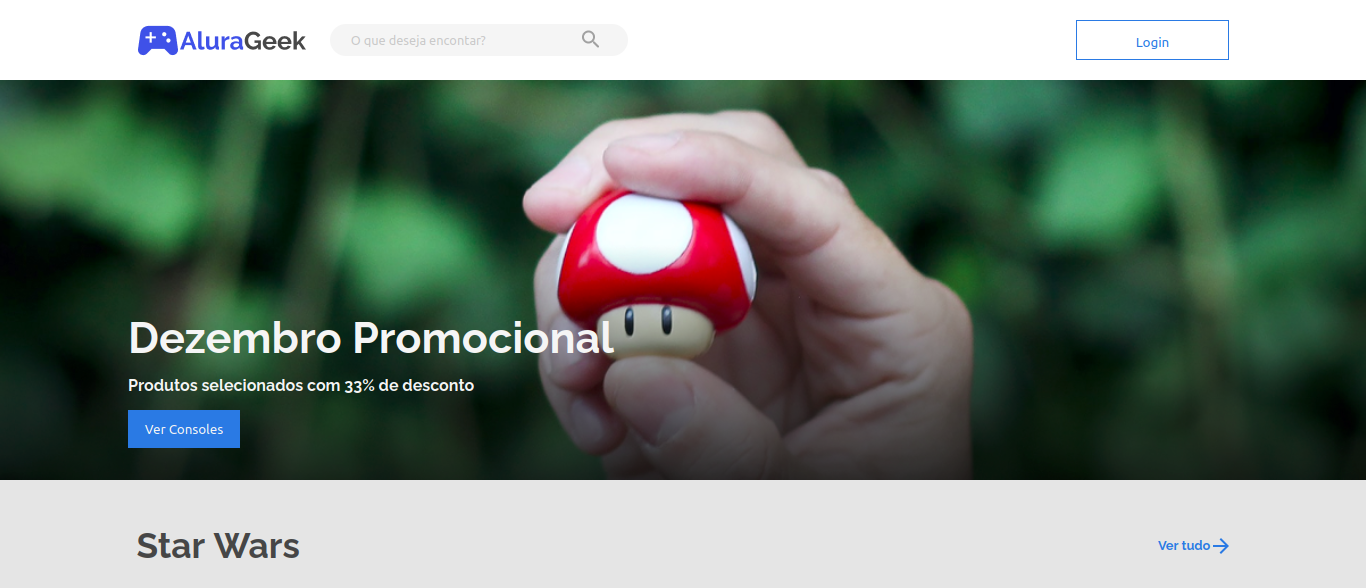 AluraGeek
O que deseja encontar?
Login
Dezembro Promocional
Produtos selecionados com 33% de desconto
Ver Consoles
Star Wars
Ver tudo